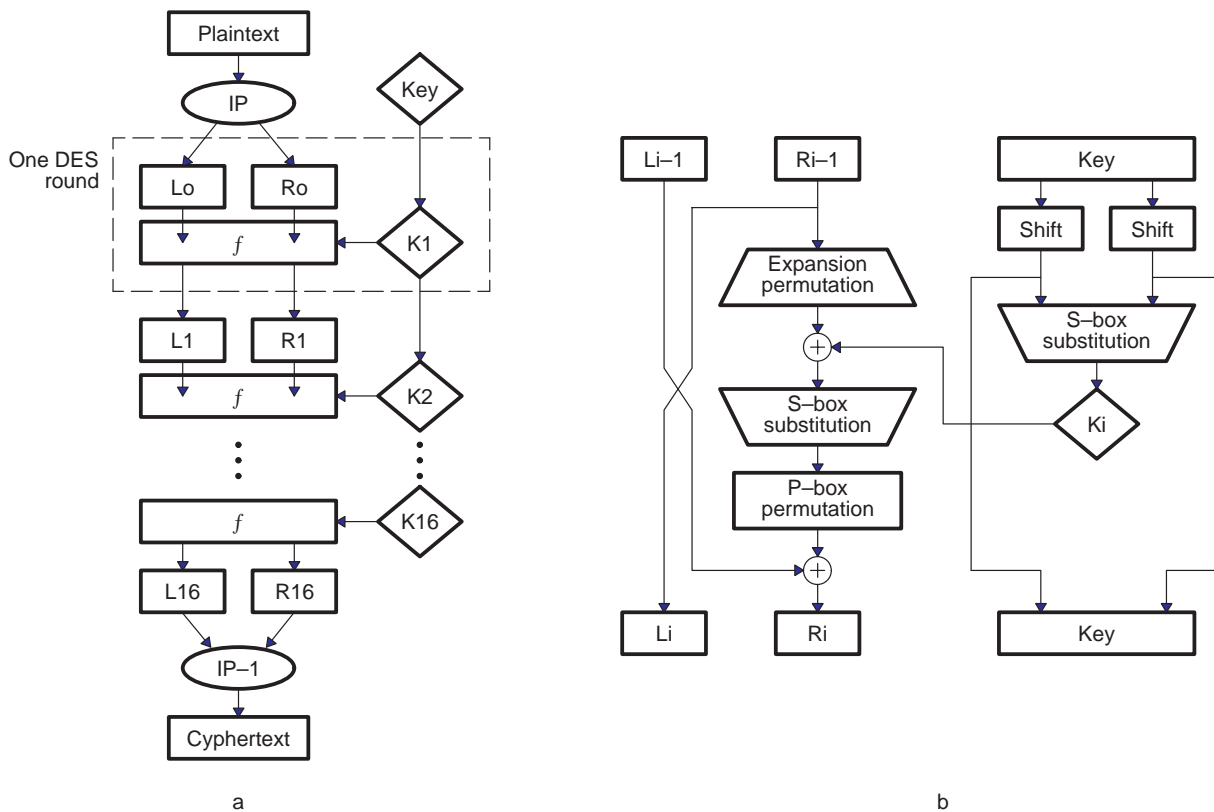 Plaintext
IP
Key
One DES
round
Lo
Ro
f
K1
L1
R1
f
K2
f
K16
L16
R16
IP–1
Cyphertext
a
Li–1
Ri–1
Key
Shift
Shift
Expansion
permutation
S–box
substitution
+
S–box
substitution
Ki
P–box
permutation
+
Li
Ri
Key
b